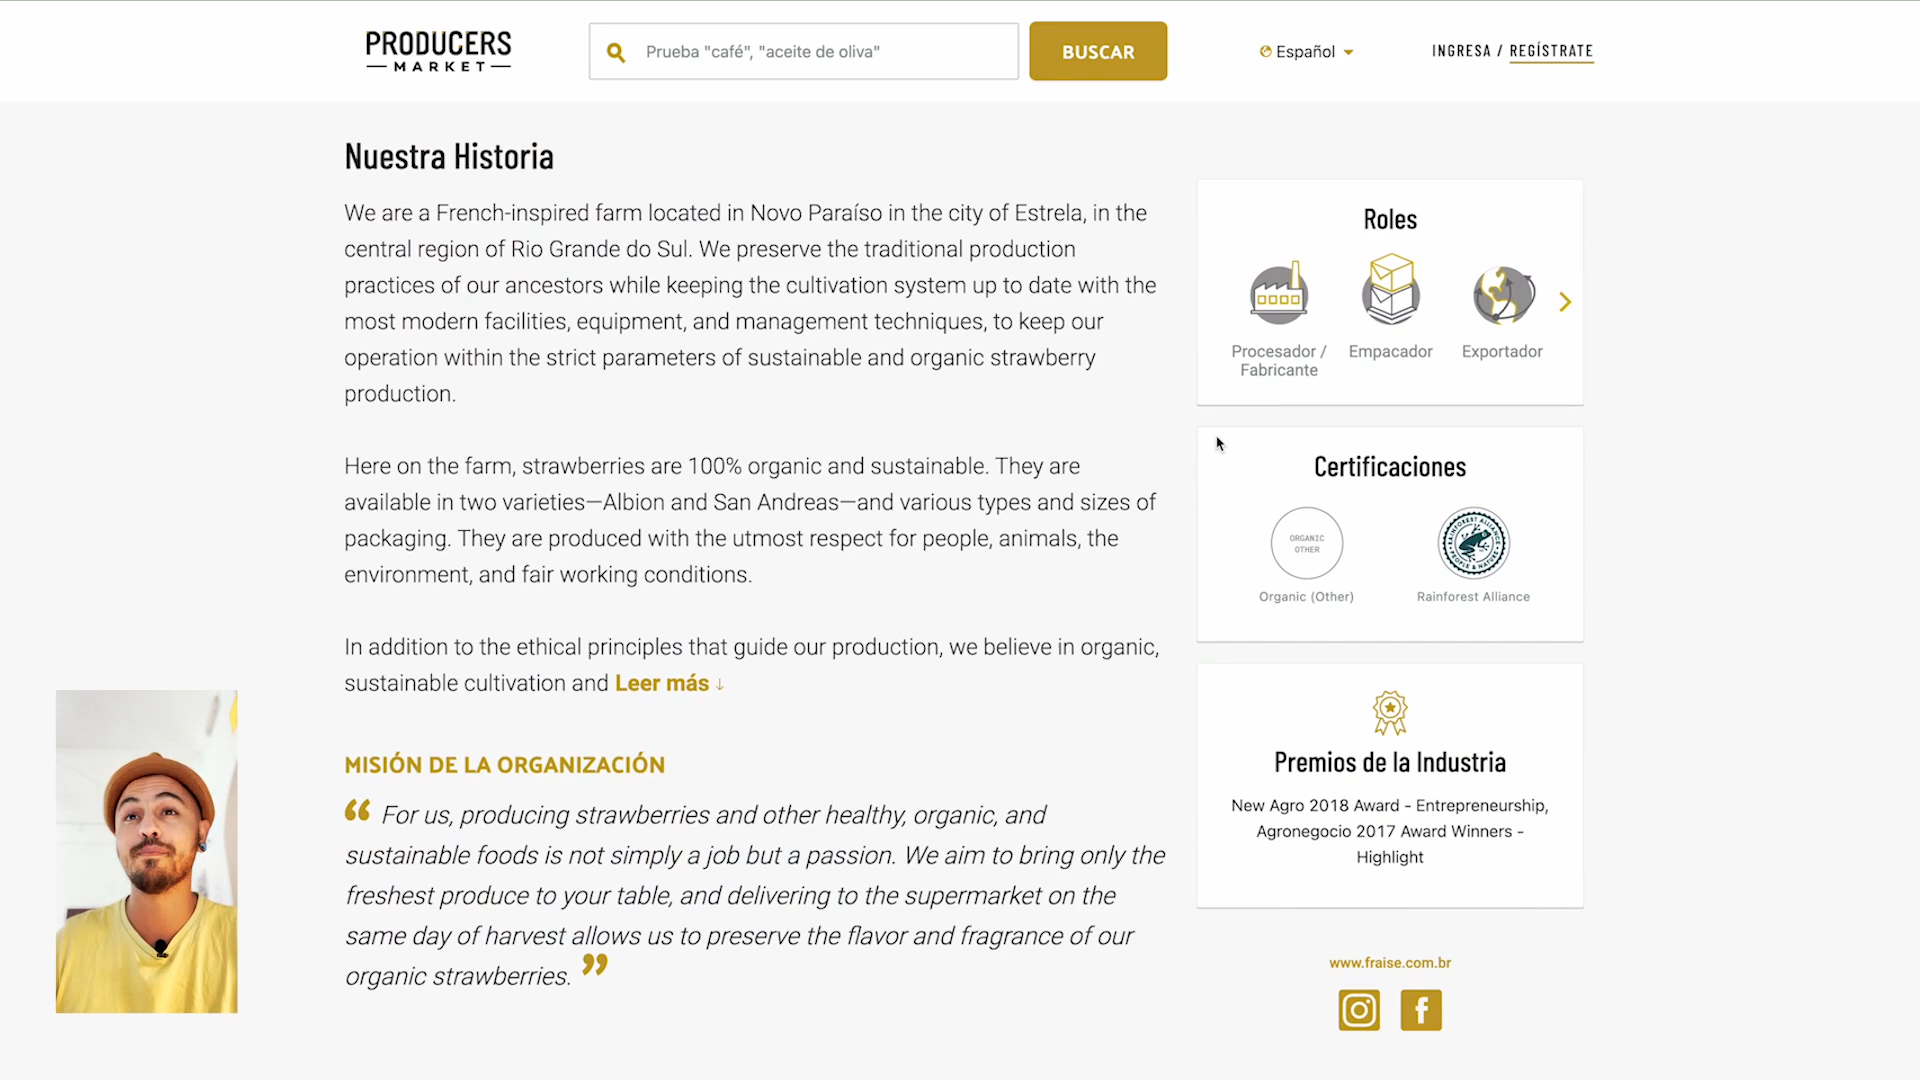 PRODUCERS
MARKET
Prueba "café", "aceite de oliva"
BUSCAR
Español
INGRESA / REGÍSTRATE
Nuestra Historia
We are a French-inspired farm located in Novo Paraíso in the city of Estrela, in the
central region of Rio Grande do Sul. We preserve the traditional production
practices of our ancestors while keeping the cultivation system up to date with the
most modern facilities, equipment, and management techniques, to keep our
operation within the strict parameters of sustainable and organic strawberry
production.
Here on the farm, strawberries are 100% organic and sustainable. They are
available in two varieties—Albion and San Andreas—and various types and sizes of
packaging. They are produced with the utmost respect for people, animals, the
environment, and fair working conditions.
In addition to the ethical principles that guide our production, we believe in organic,
sustainable cultivation and Leer más ↓
MISIÓN DE LA ORGANIZACIÓN
“ For us, producing strawberries and other healthy, organic, and
sustainable foods is not simply a job but a passion. We aim to bring only the
freshest produce to your table, and delivering to the supermarket on the
same day of harvest allows us to preserve the flavor and fragrance of our
organic strawberries. ”
Roles
Procesador /
Fabricante
Empacador
Exportador
Certificaciones
ORGANIC
OTHER
Organic (Other)
RAINFOREST ALLIANCE
PEOPLE & NATURE
Rainforest Alliance
Premios de la Industria
New Agro 2018 Award - Entrepreneurship,
Agronegocio 2017 Award Winners -
Highlight
www.fraise.com.br